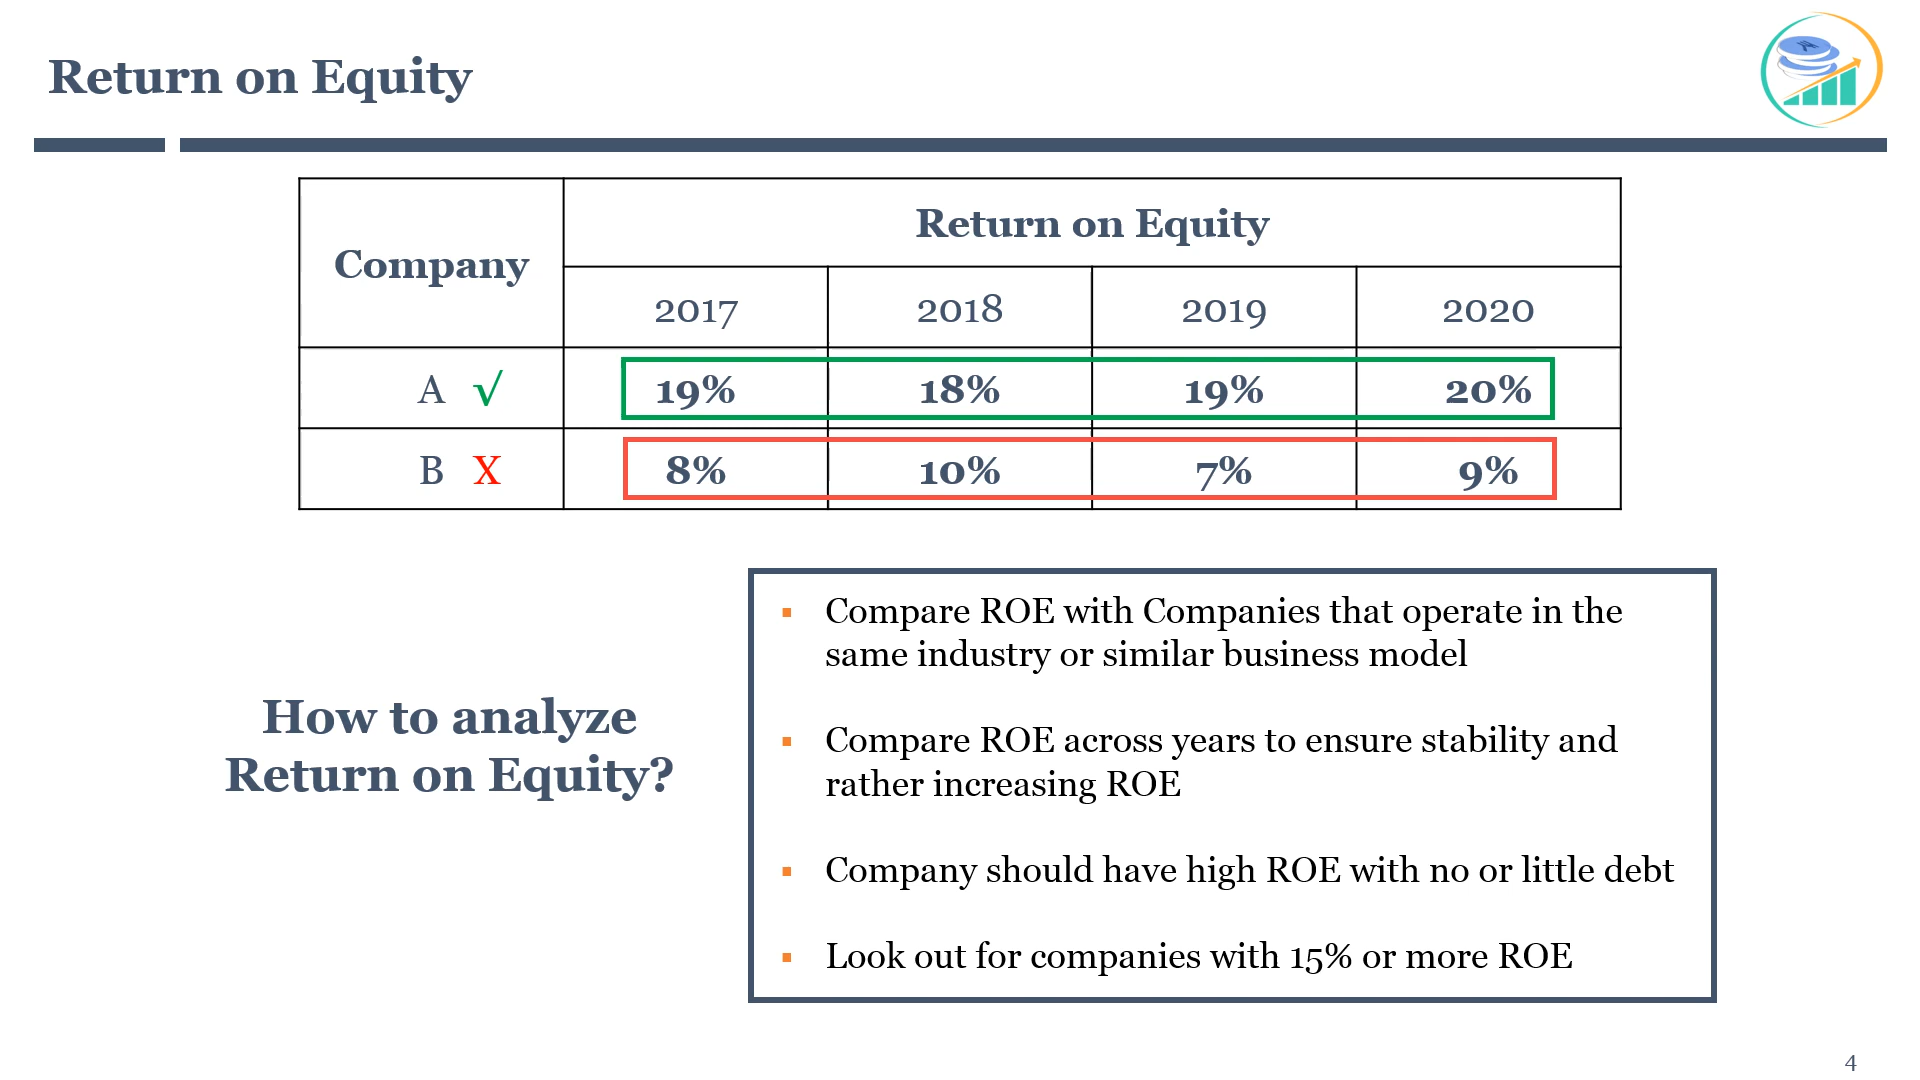 Return on Equity
Company
Return on Equity
2017 2018 2019 2020
A √ 19% 18% 19% 20%
B X 8% 10% 7% 9%
How to analyze
Return on Equity?
▪ Compare ROE with Companies that operate in the
same industry or similar business model
▪ Compare ROE across years to ensure stability and
rather increasing ROE
▪ Company should have high ROE with no or little debt
▪ Look out for companies with 15% or more ROE
4